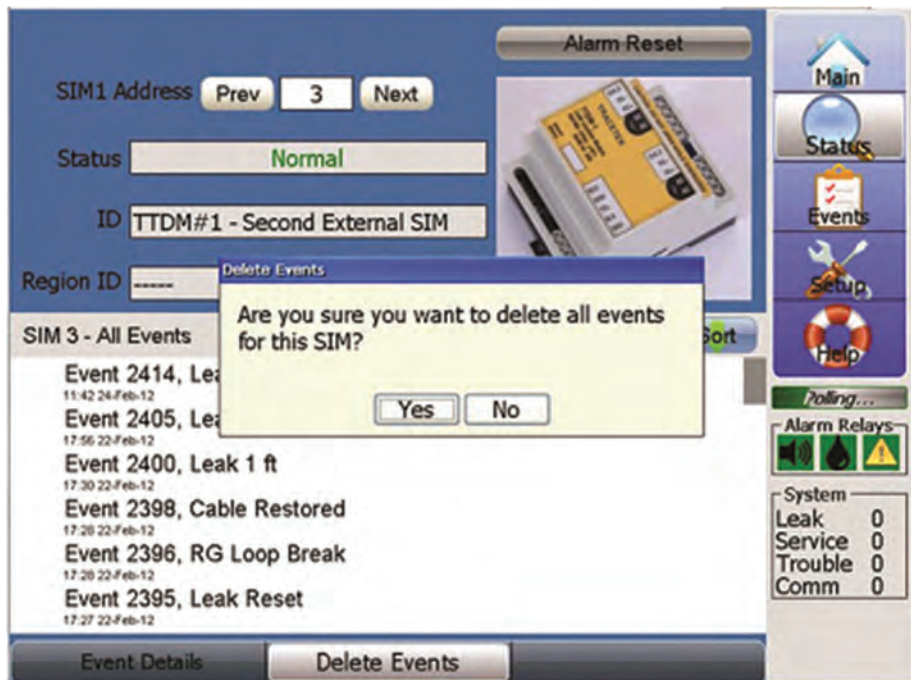 Alarm Reset
SIM1 Address Prev 3 Next
Status Normal
ID TTDM#1 - Second External SIM
Region ID -----
Delete Events
Are you sure you want to delete all events
for this SIM?
Yes No
SIM 3 - All Events
Sort
Event 2414, Lea
11:42 24-Feb-12
Event 2405, Lea
17:56 22-Feb-12
Event 2400, Leak 1 ft
17:30 22-Feb-12
Event 2398, Cable Restored
17:28 22-Feb-12
Event 2396, RG Loop Break
17:28 22-Feb-12
Event 2395, Leak Reset
17:27 22-Feb-12
Event Details Delete Events
Main
Status
Events
Setup
Help
Polling...
Alarm Relays
System
Leak 0
Service 0
Trouble 0
Comm 0
TRACETEK